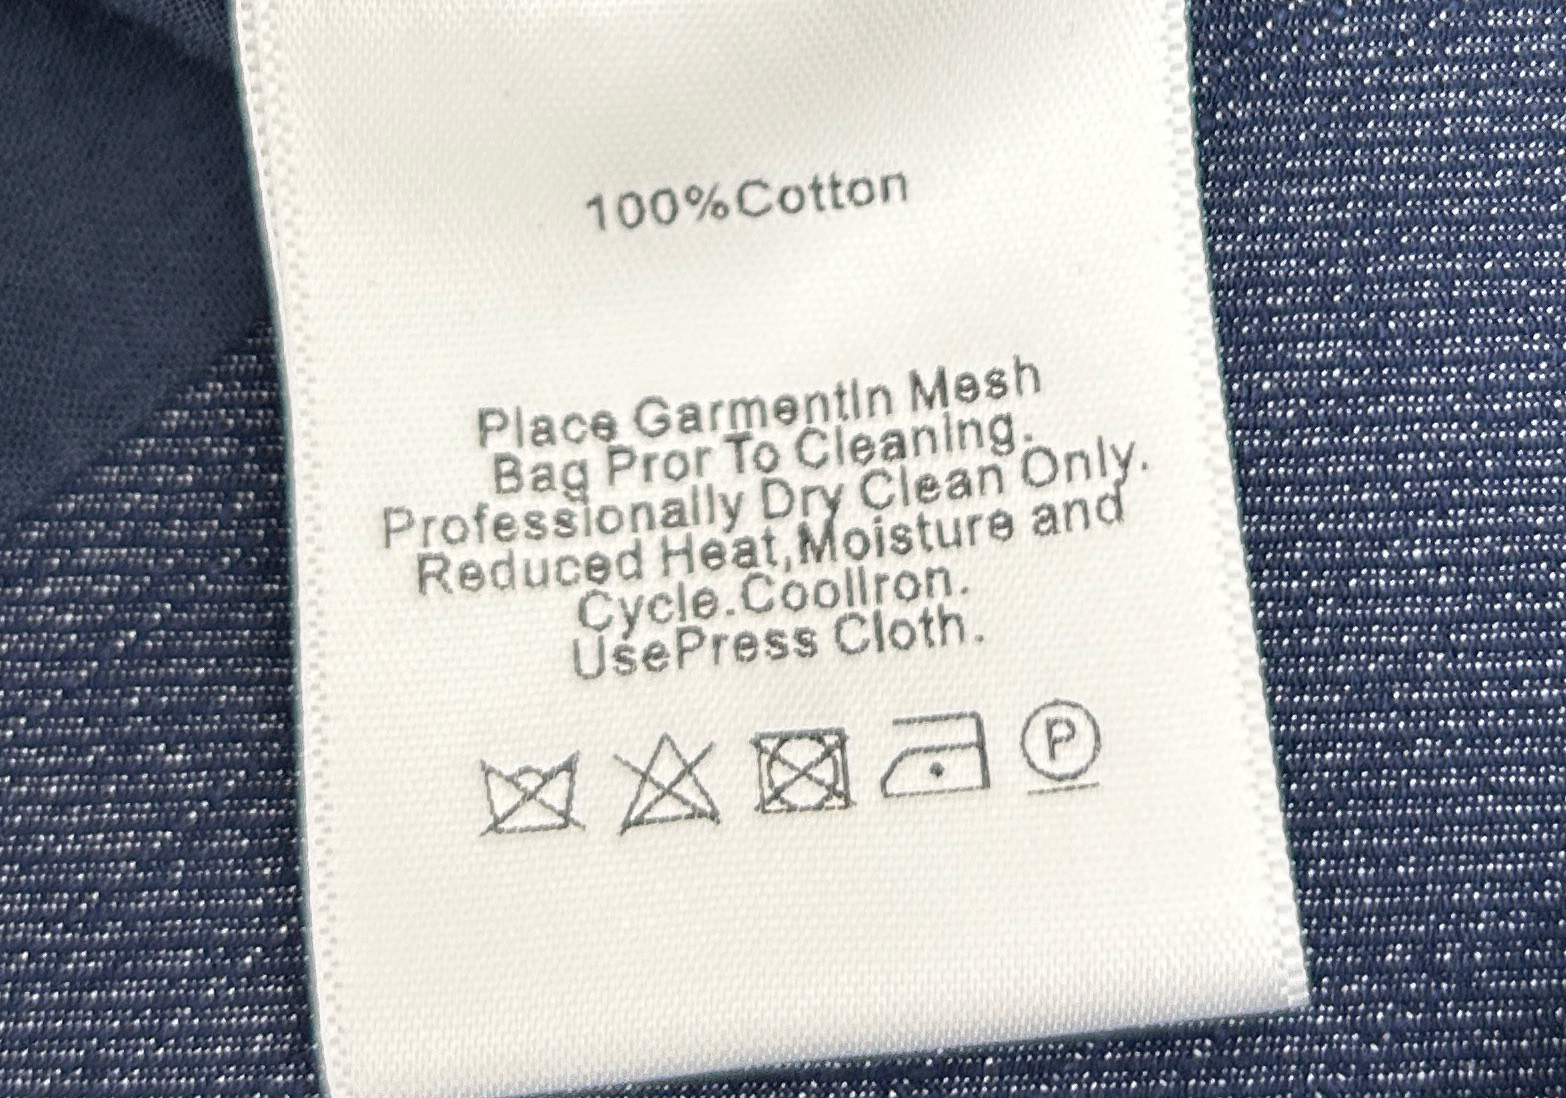 100%Cotton
Place GarmentIn Mesh
Bag Pror To Cleaning.
Professionally Dry Clean Only.
Reduced Heat,Moisture and
Cycle.CoolIron.
UsePress Cloth.
P